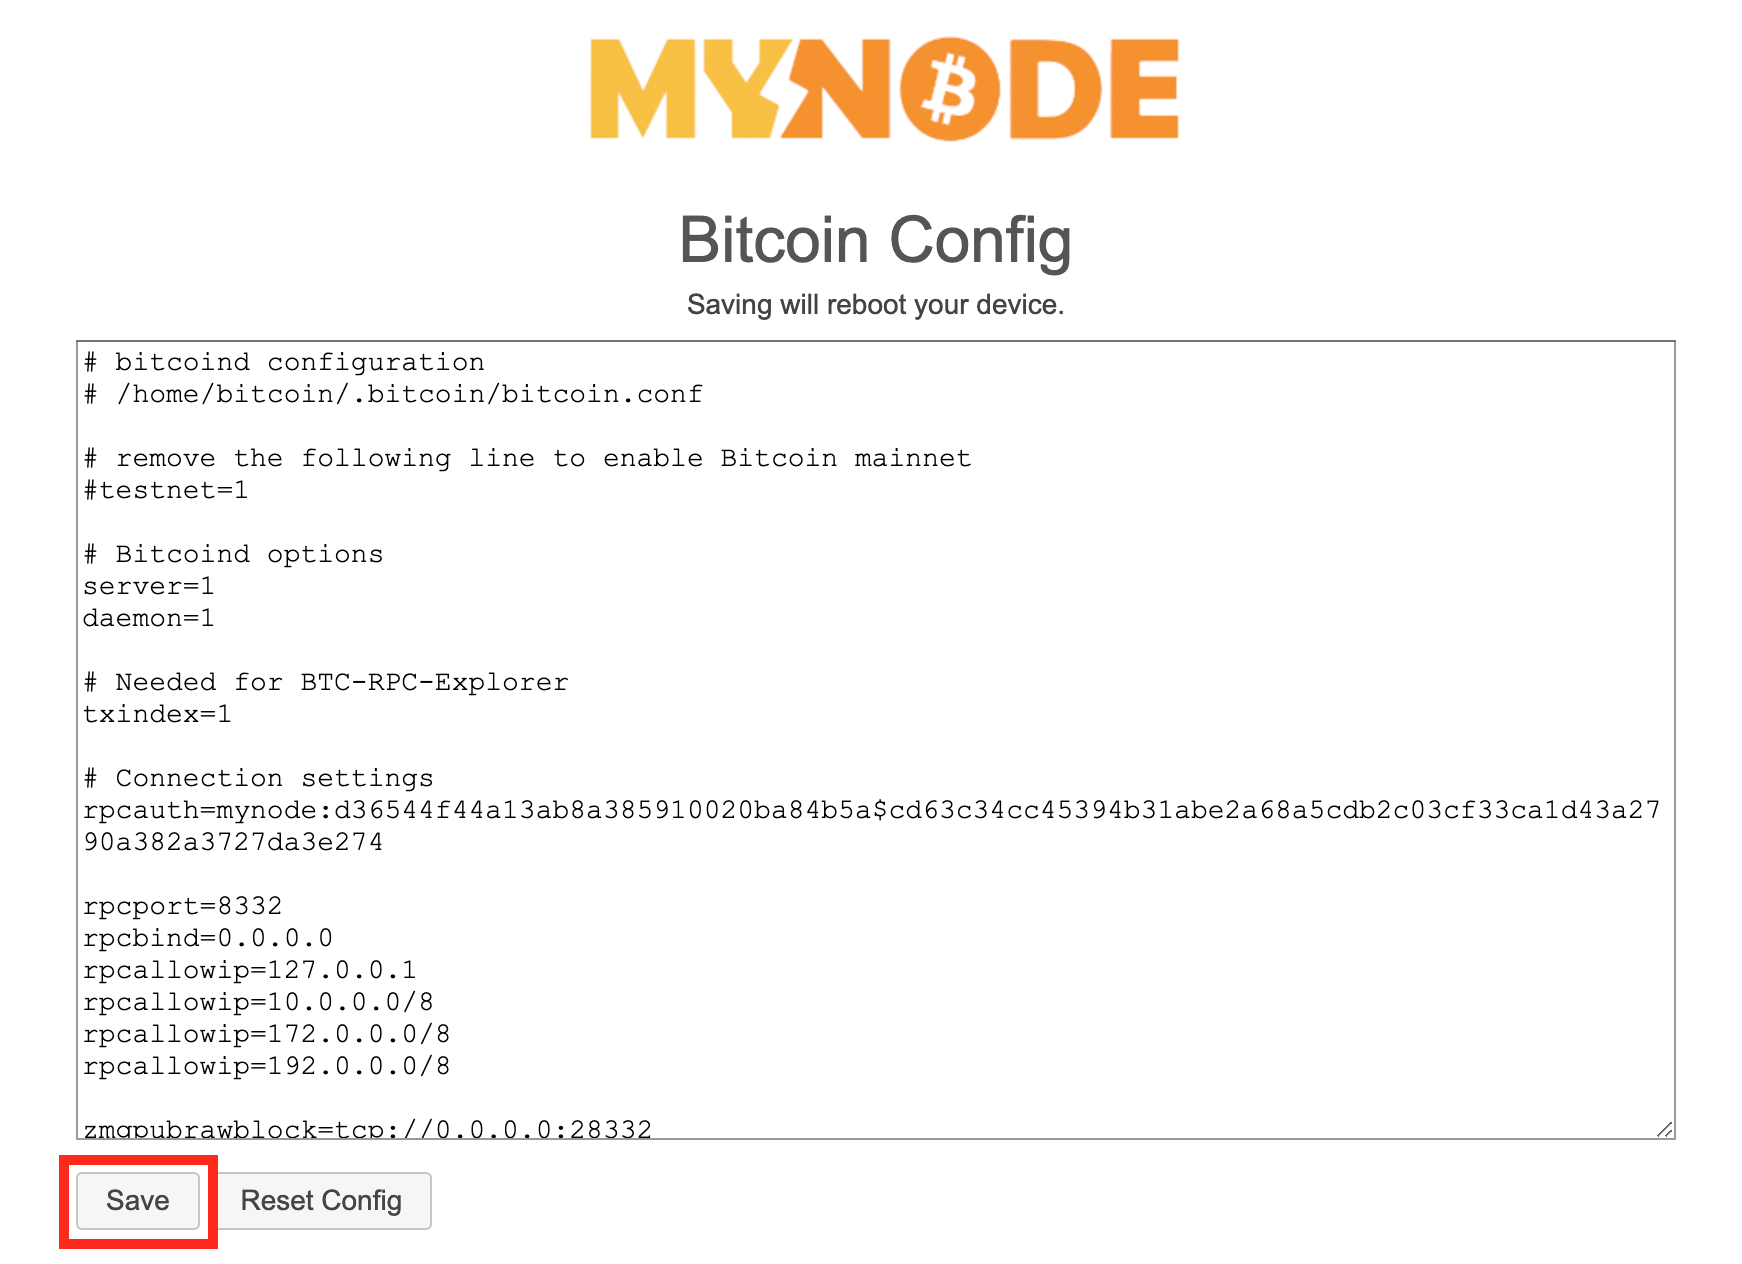 MYNODE
Bitcoin Config
Saving will reboot your device.
# bitcoind configuration
# /home/bitcoin/.bitcoin/bitcoin.conf
# remove the following line to enable Bitcoin mainnet
#testnet=1
# Bitcoind options
server=1
daemon=1
# Needed for BTC-RPC-Explorer
txindex=1
# Connection settings
rpcauth=mynode:d36544f44a13ab8a385910020ba84b5a$cd63c34cc45394b31abe2a68a5cdb2c03cf33ca1d43a27
90a382a3727da3e274
rpcport=8332
rpcbind=0.0.0.0
rpcallowip=127.0.0.1
rpcallowip=10.0.0.0/8
rpcallowip=172.0.0.0/8
rpcallowip=192.0.0.0/8
zmqpubrawblock=tcp://0.0.0.0:28332
Save
Reset Config